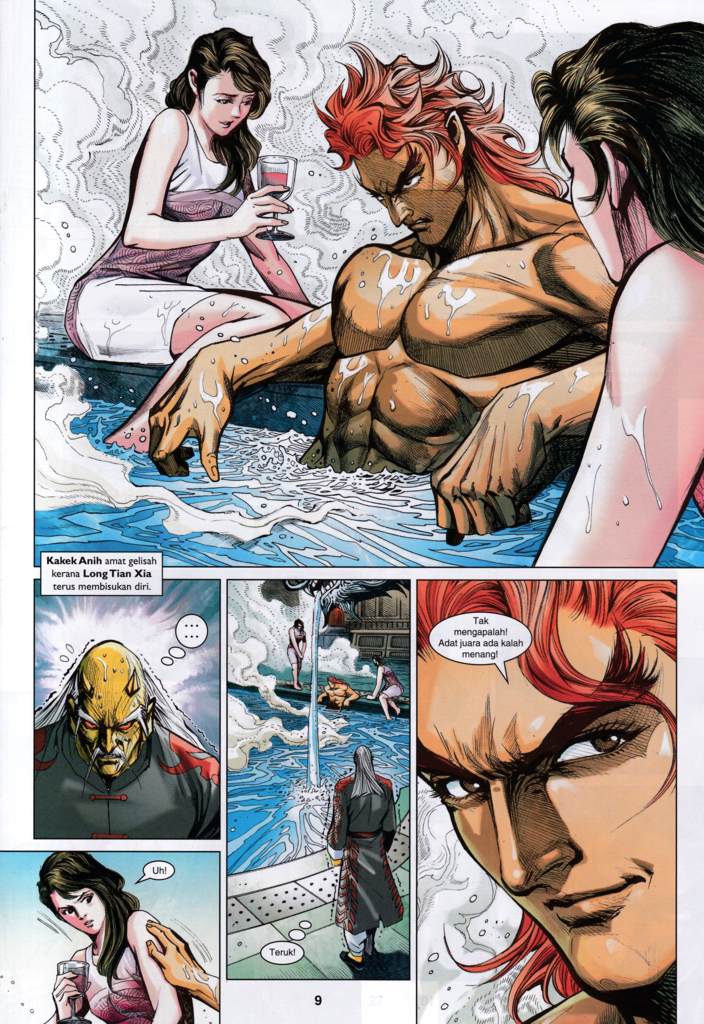 Kakek Anih amat gelisah
kerana Long Tian Xia
terus membisukan diri.
...
...
Teruk!
Tak
mengapalah!
Adat juara ada kalah
menang!
Uh!
9